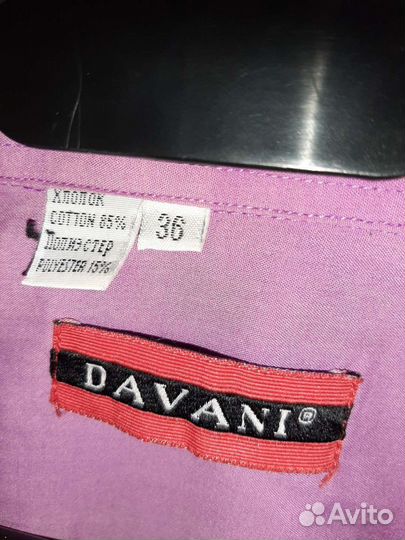 Хлопок
COTTON 85%
Полиэстер
POLYESTER 15%
36
DAVANI®
Avito